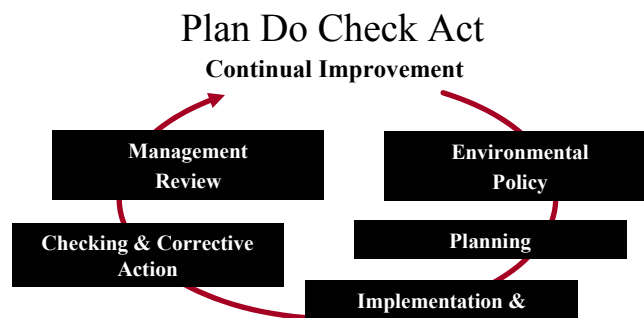 Plan Do Check Act
Continual Improvement
Management
Review
Environmental
Policy
Checking & Corrective
Action
Planning
Implementation &